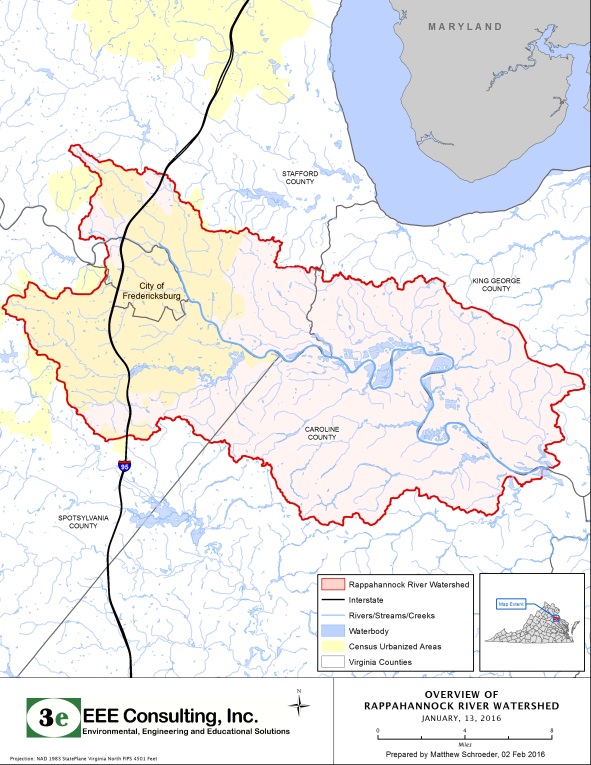 MARYLAND
STAFFORD
COUNTY
KING GEORGE
COUNTY
City of
Fredericksburg
CAROLINE
COUNTY
95
SPOTSYLVANIA
COUNTY
Rappahannock River Watershed
Interstate
Rivers/Streams/Creeks
Waterbody
Census Urbanized Areas
Virginia Counties
Map Extent
3e EEE Consulting, Inc.
Environmental, Engineering and Educational Solutions
N
OVERVIEW OF
RAPPAHANNOCK RIVER WATERSHED
JANUARY, 13, 2016
0 4 8
Miles
Prepared by Matthew Schroeder, 02 Feb 2016
Projection: NAD 1983 StatePlane Virginia North FIPS 4501 Feet